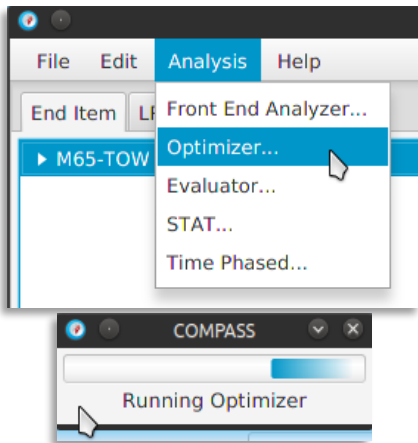 File Edit Analysis Help
End Item
Front End Analyzer...
M65-TOW
Optimizer...
Evaluator...
STAT...
Time Phased...
COMPASS
Running Optimizer